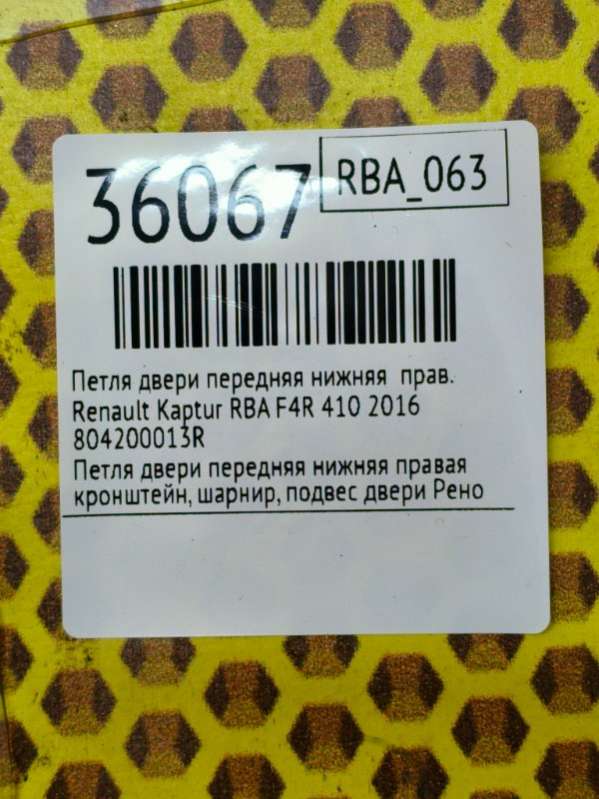 36067
RBA_063
Петля двери передняя нижняя прав.
Renault Kaptur RBA F4R 410 2016
804200013R
Петля двери передняя нижняя правая
кронштейн, шарнир, подвес двери Рено